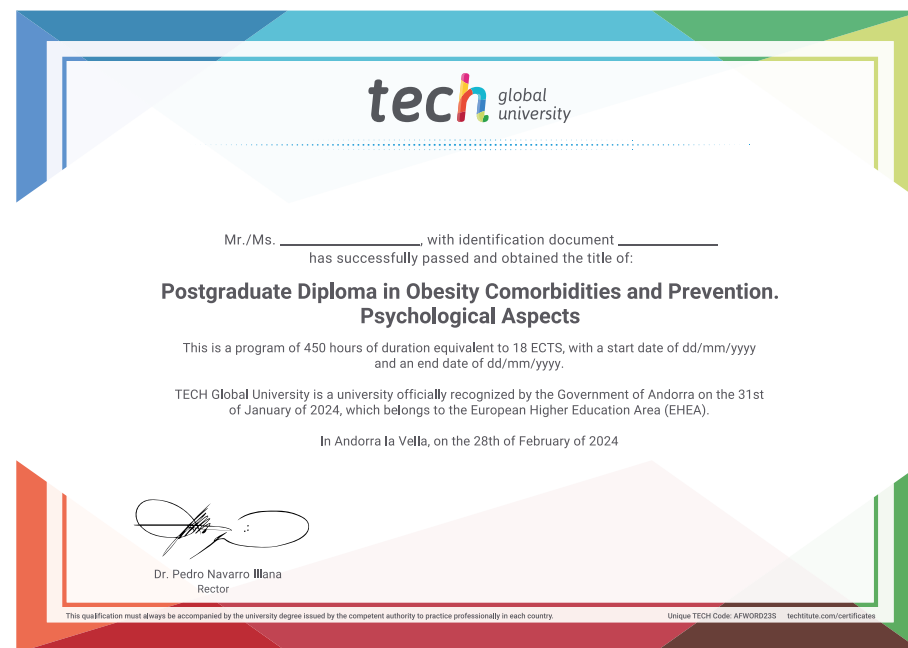 tech global
university
Mr./Ms. ____________, with identification document ____________
has successfully passed and obtained the title of:
Postgraduate Diploma in Obesity Comorbidities and Prevention.
Psychological Aspects
This is a program of 450 hours of duration equivalent to 18 ECTS, with a start date of dd/mm/yyyy
and an end date of dd/mm/yyyy.
TECH Global University is a university officially recognized by the Government of Andorra on the 31st
of January of 2024, which belongs to the European Higher Education Area (EHEA).
In Andorra la Vella, on the 28th of February of 2024
Dr. Pedro Navarro Illana
Rector
This qualification must always be accompanied by the university degree issued by the competent authority to practice professionally in each country.
Unique TECH Code: AFWORD23S techtitute.com/certificates